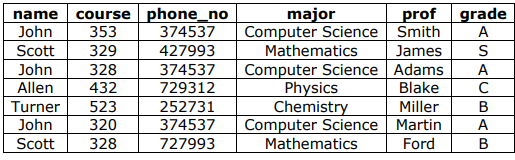 name course phone_no major prof grade
John 353 374537 Computer Science Smith A
Scott 329 427993 Mathematics James S
John 328 374537 Computer Science Adams A
Allen 432 729312 Physics Blake C
Turner 523 252731 Chemistry Miller B
John 320 374537 Computer Science Martin A
Scott 328 727993 Mathematics Ford B